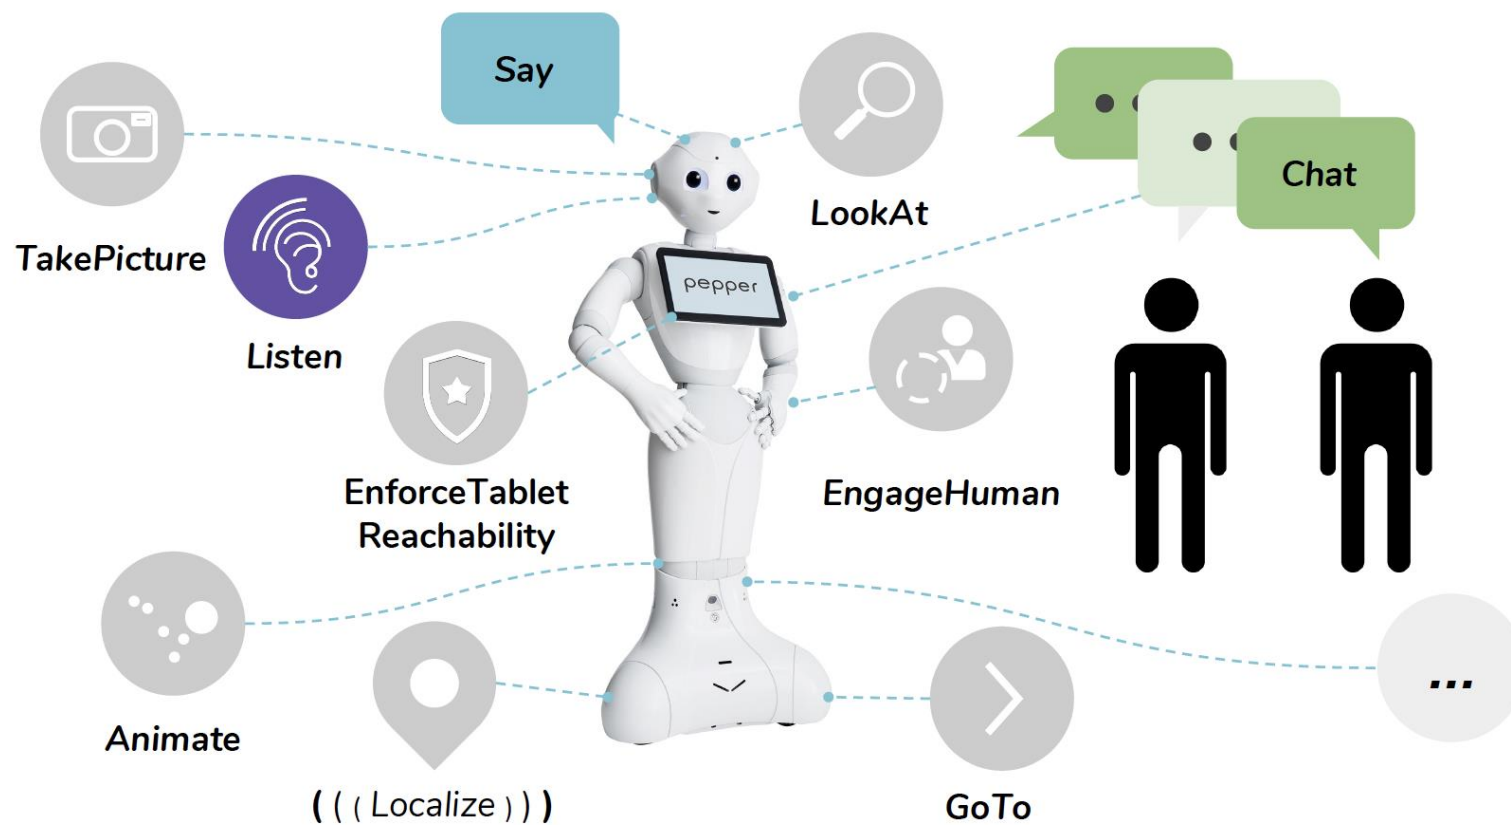 Say
Chat
LookAt
TakePicture
pepper
Listen
EnforceTablet
Reachability
EngageHuman
...
Animate
( ( ( Localize ) ) )
GoTo